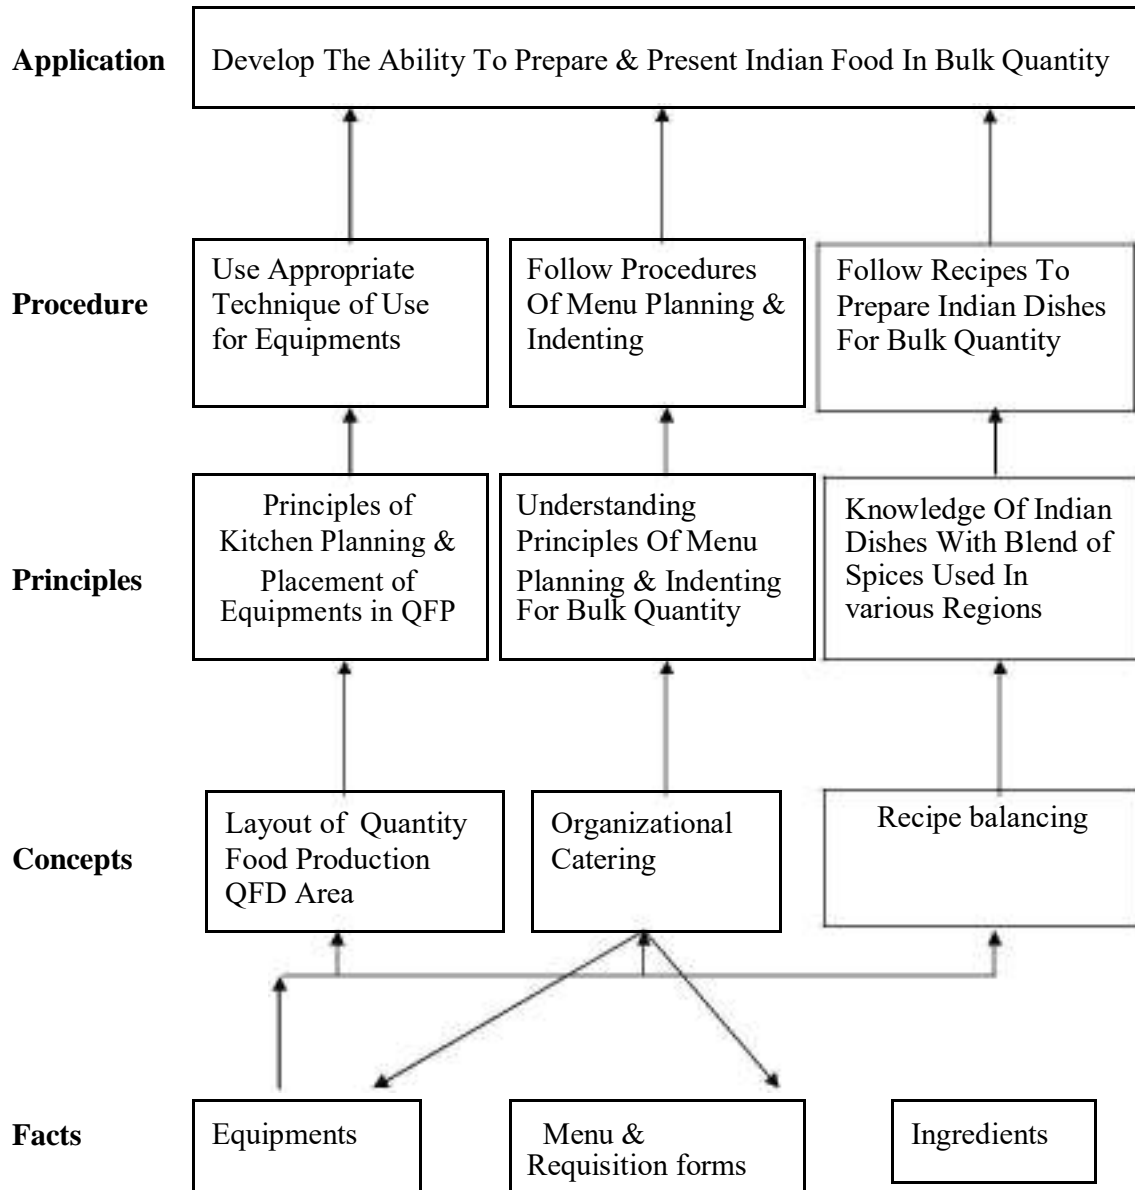 Application
Develop The Ability To Prepare & Present Indian Food In Bulk Quantity
Procedure
Use Appropriate
Technique of Use
for Equipments
Follow Procedures
Of Menu Planning &
Indenting
Follow Recipes To
Prepare Indian Dishes
For Bulk Quantity
Principles
Principles of
Kitchen Planning &
Placement of
Equipments in QFP
Understanding
Principles Of Menu
Planning & Indenting
For Bulk Quantity
Knowledge Of Indian
Dishes With Blend of
Spices Used In
various Regions
Concepts
Layout of Quantity
Food Production
QFD Area
Organizational
Catering
Recipe balancing
Facts
Equipments
Menu &
Requisition forms
Ingredients